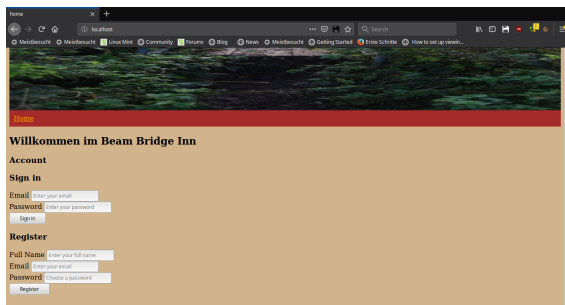 home
localhost
Search
Meistbesucht Meistbesucht Linux Mint Community Forums Blog News Meistbesucht Getting Started Erste Schritte How to set up viewin...
Home
Willkommen im Beam Bridge Inn
Account
Sign in
Email Enter your email
Password Enter your password
Sign in
Register
Full Name Enter your full name
Email Enter your email
Password Choose a password
Register